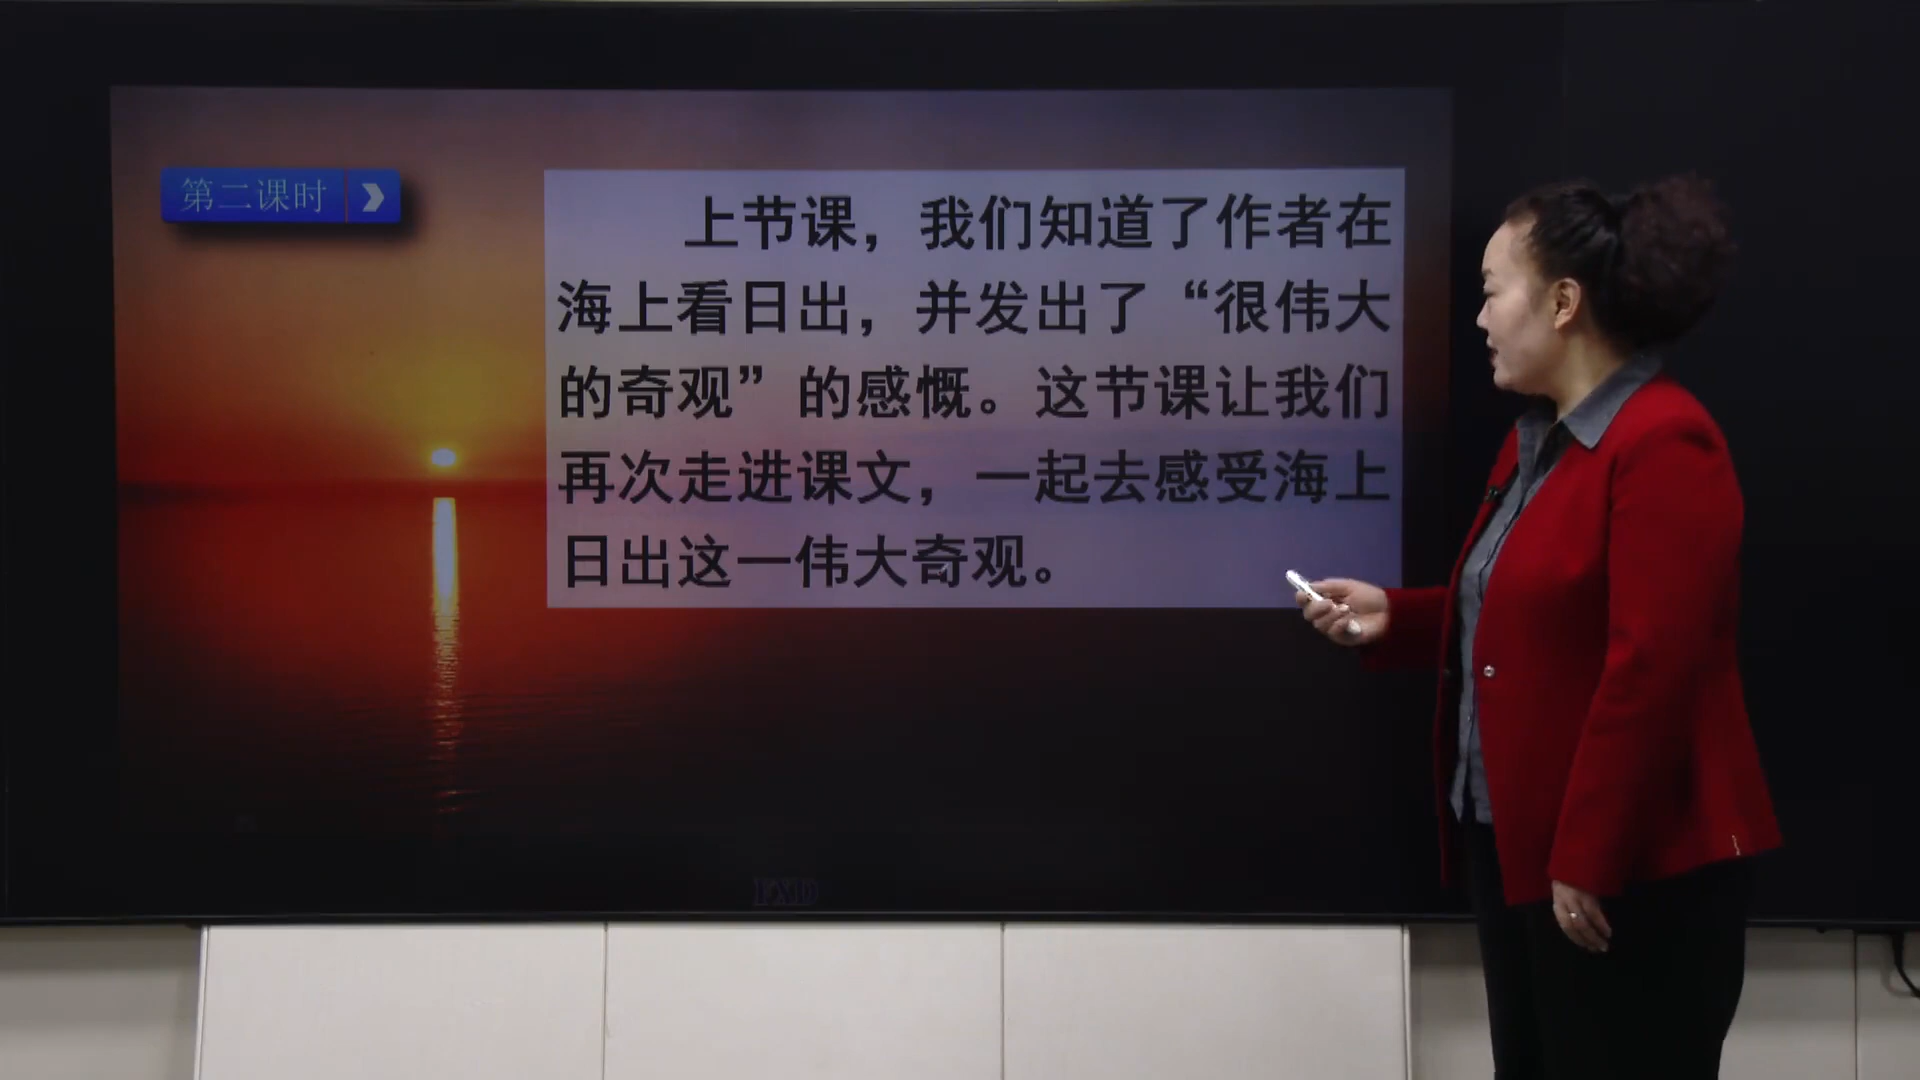 第二课时
上节课，我们知道了作者在
海上看日出，并发出了“很伟大
的奇观”的感慨。这节课让我们
再次走进课文，一起去感受海上
日出这一伟大奇观。